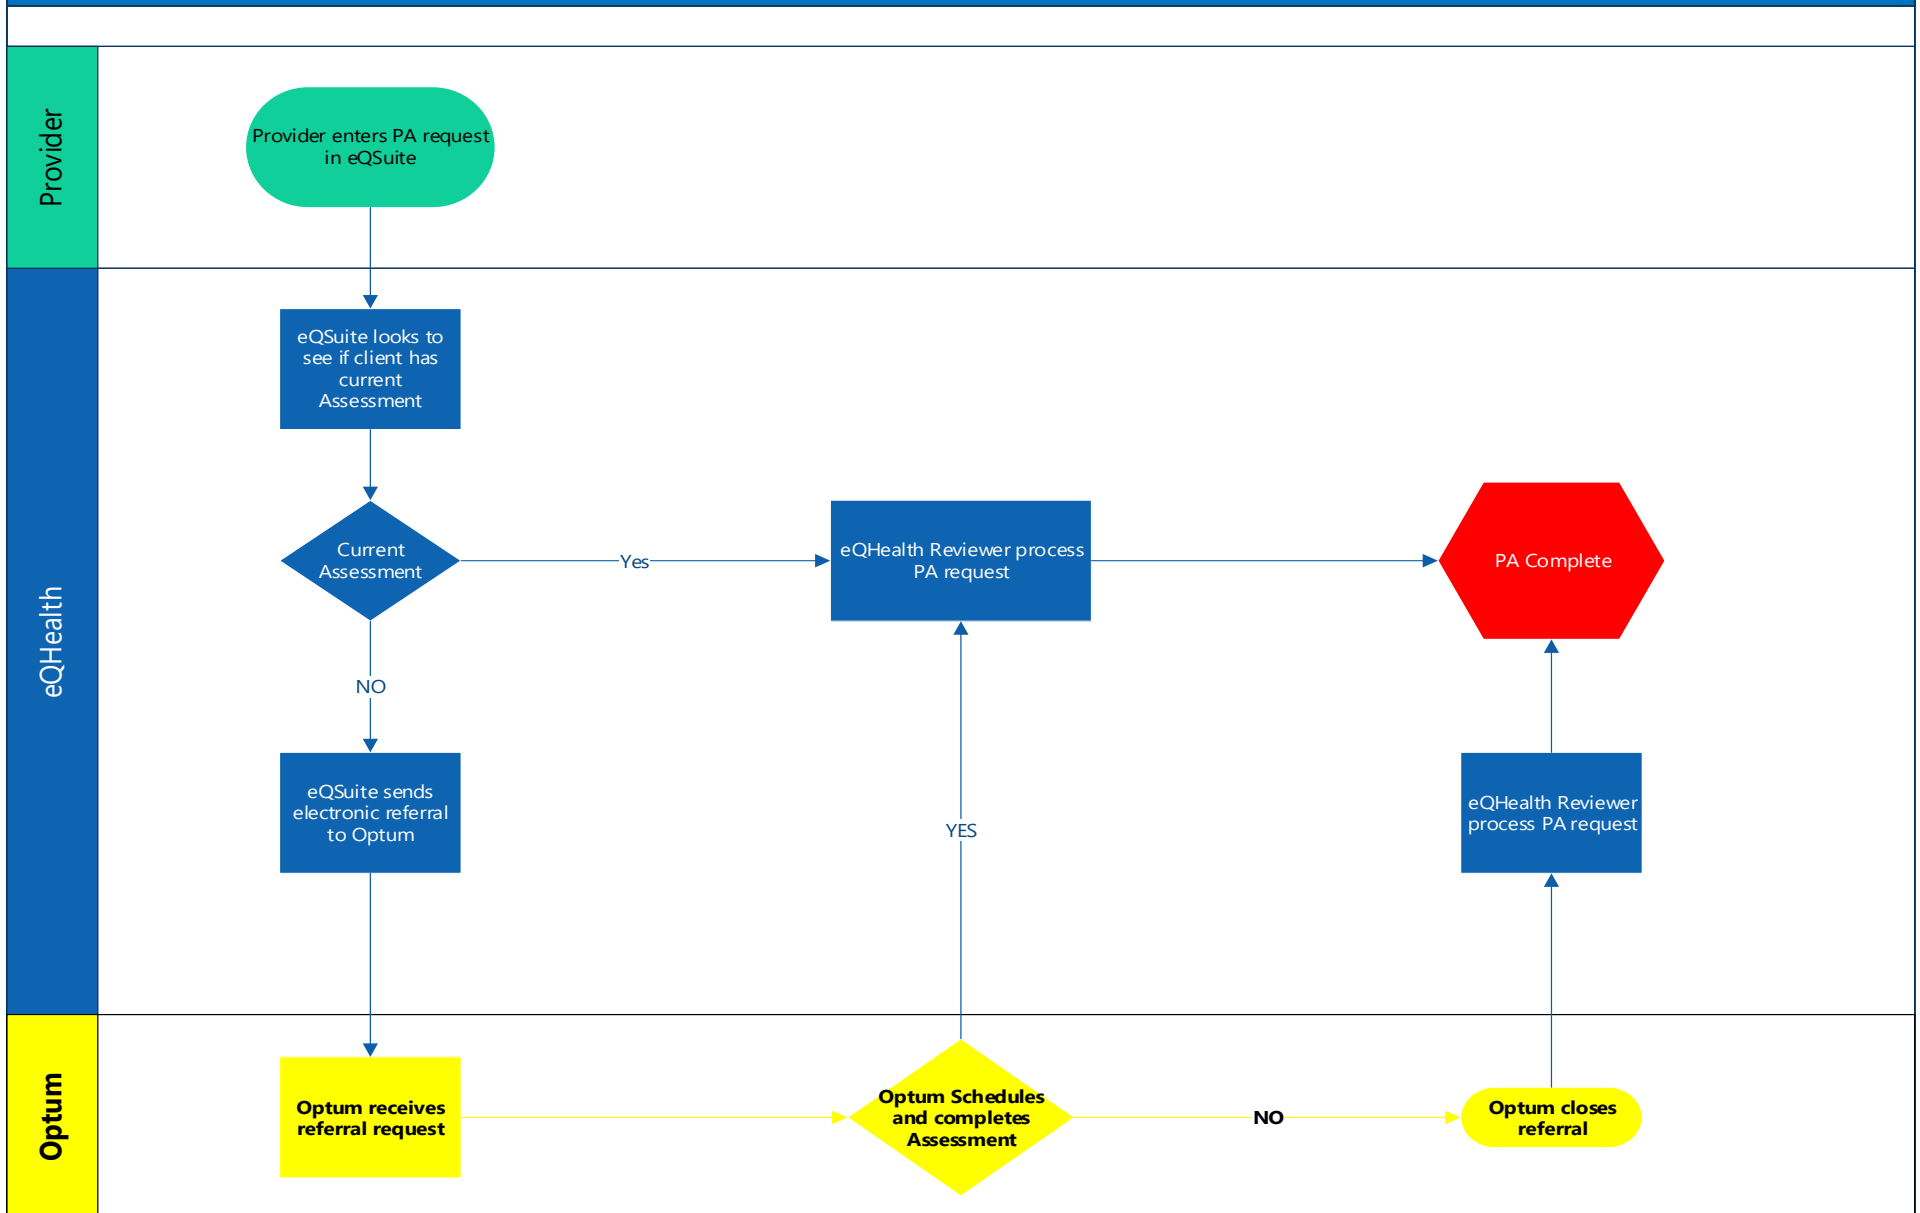 Provider
Provider enters PA request
in eQSuite
eQHealth
eQSuite looks to
see if client has
current
Assessment
Current
Assessment
Yes
eQHealth Reviewer process
PA request
PA Complete
NO
eQSuite sends
electronic referral
to Optum
YES
eQHealth Reviewer
process PA request
Optum
Optum receives
referral request
Optum Schedules
and completes
Assessment
NO
Optum closes
referral